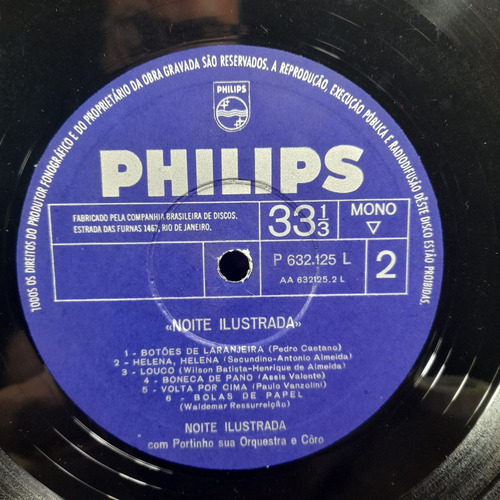 TODOS OS DIREITOS DO PRODUTOR FONOGRÁFICO E DO PROPRIETÁRIO DA OBRA GRAVADA SÃO RESERVADOS. A REPRODUÇÃO, EXECUÇÃO PÚBLICA E RADIODIFUSÃO DÊSTE DISCO ESTÃO PROIBIDAS.
PHILIPS
PHILIPS
FABRICADO PELA COMPANHIA BRASILEIRA DE DISCOS.
ESTRADA DAS FURNAS 1467, RIO DE JANEIRO.
33 1/3
MONO
P 632.125 L
AA 632125.2 L
2
«NOITE ILUSTRADA»
1 - BOTÕES DE LARANJEIRA (Pedro Caetano)
2 - HELENA, HELENA (Secundino-Antonio Almeida)
3 - LOUCO (Wilson Batista-Henrique de Almeida)
4 - BONECA DE PANO (Assis Valente)
5 - VOLTA POR CIMA (Paulo Vanzolini)
6 - BOLAS DE PAPEL
(Waldemar Ressurreição)
NOITE ILUSTRADA
com Portinho sua Orquestra e Côro